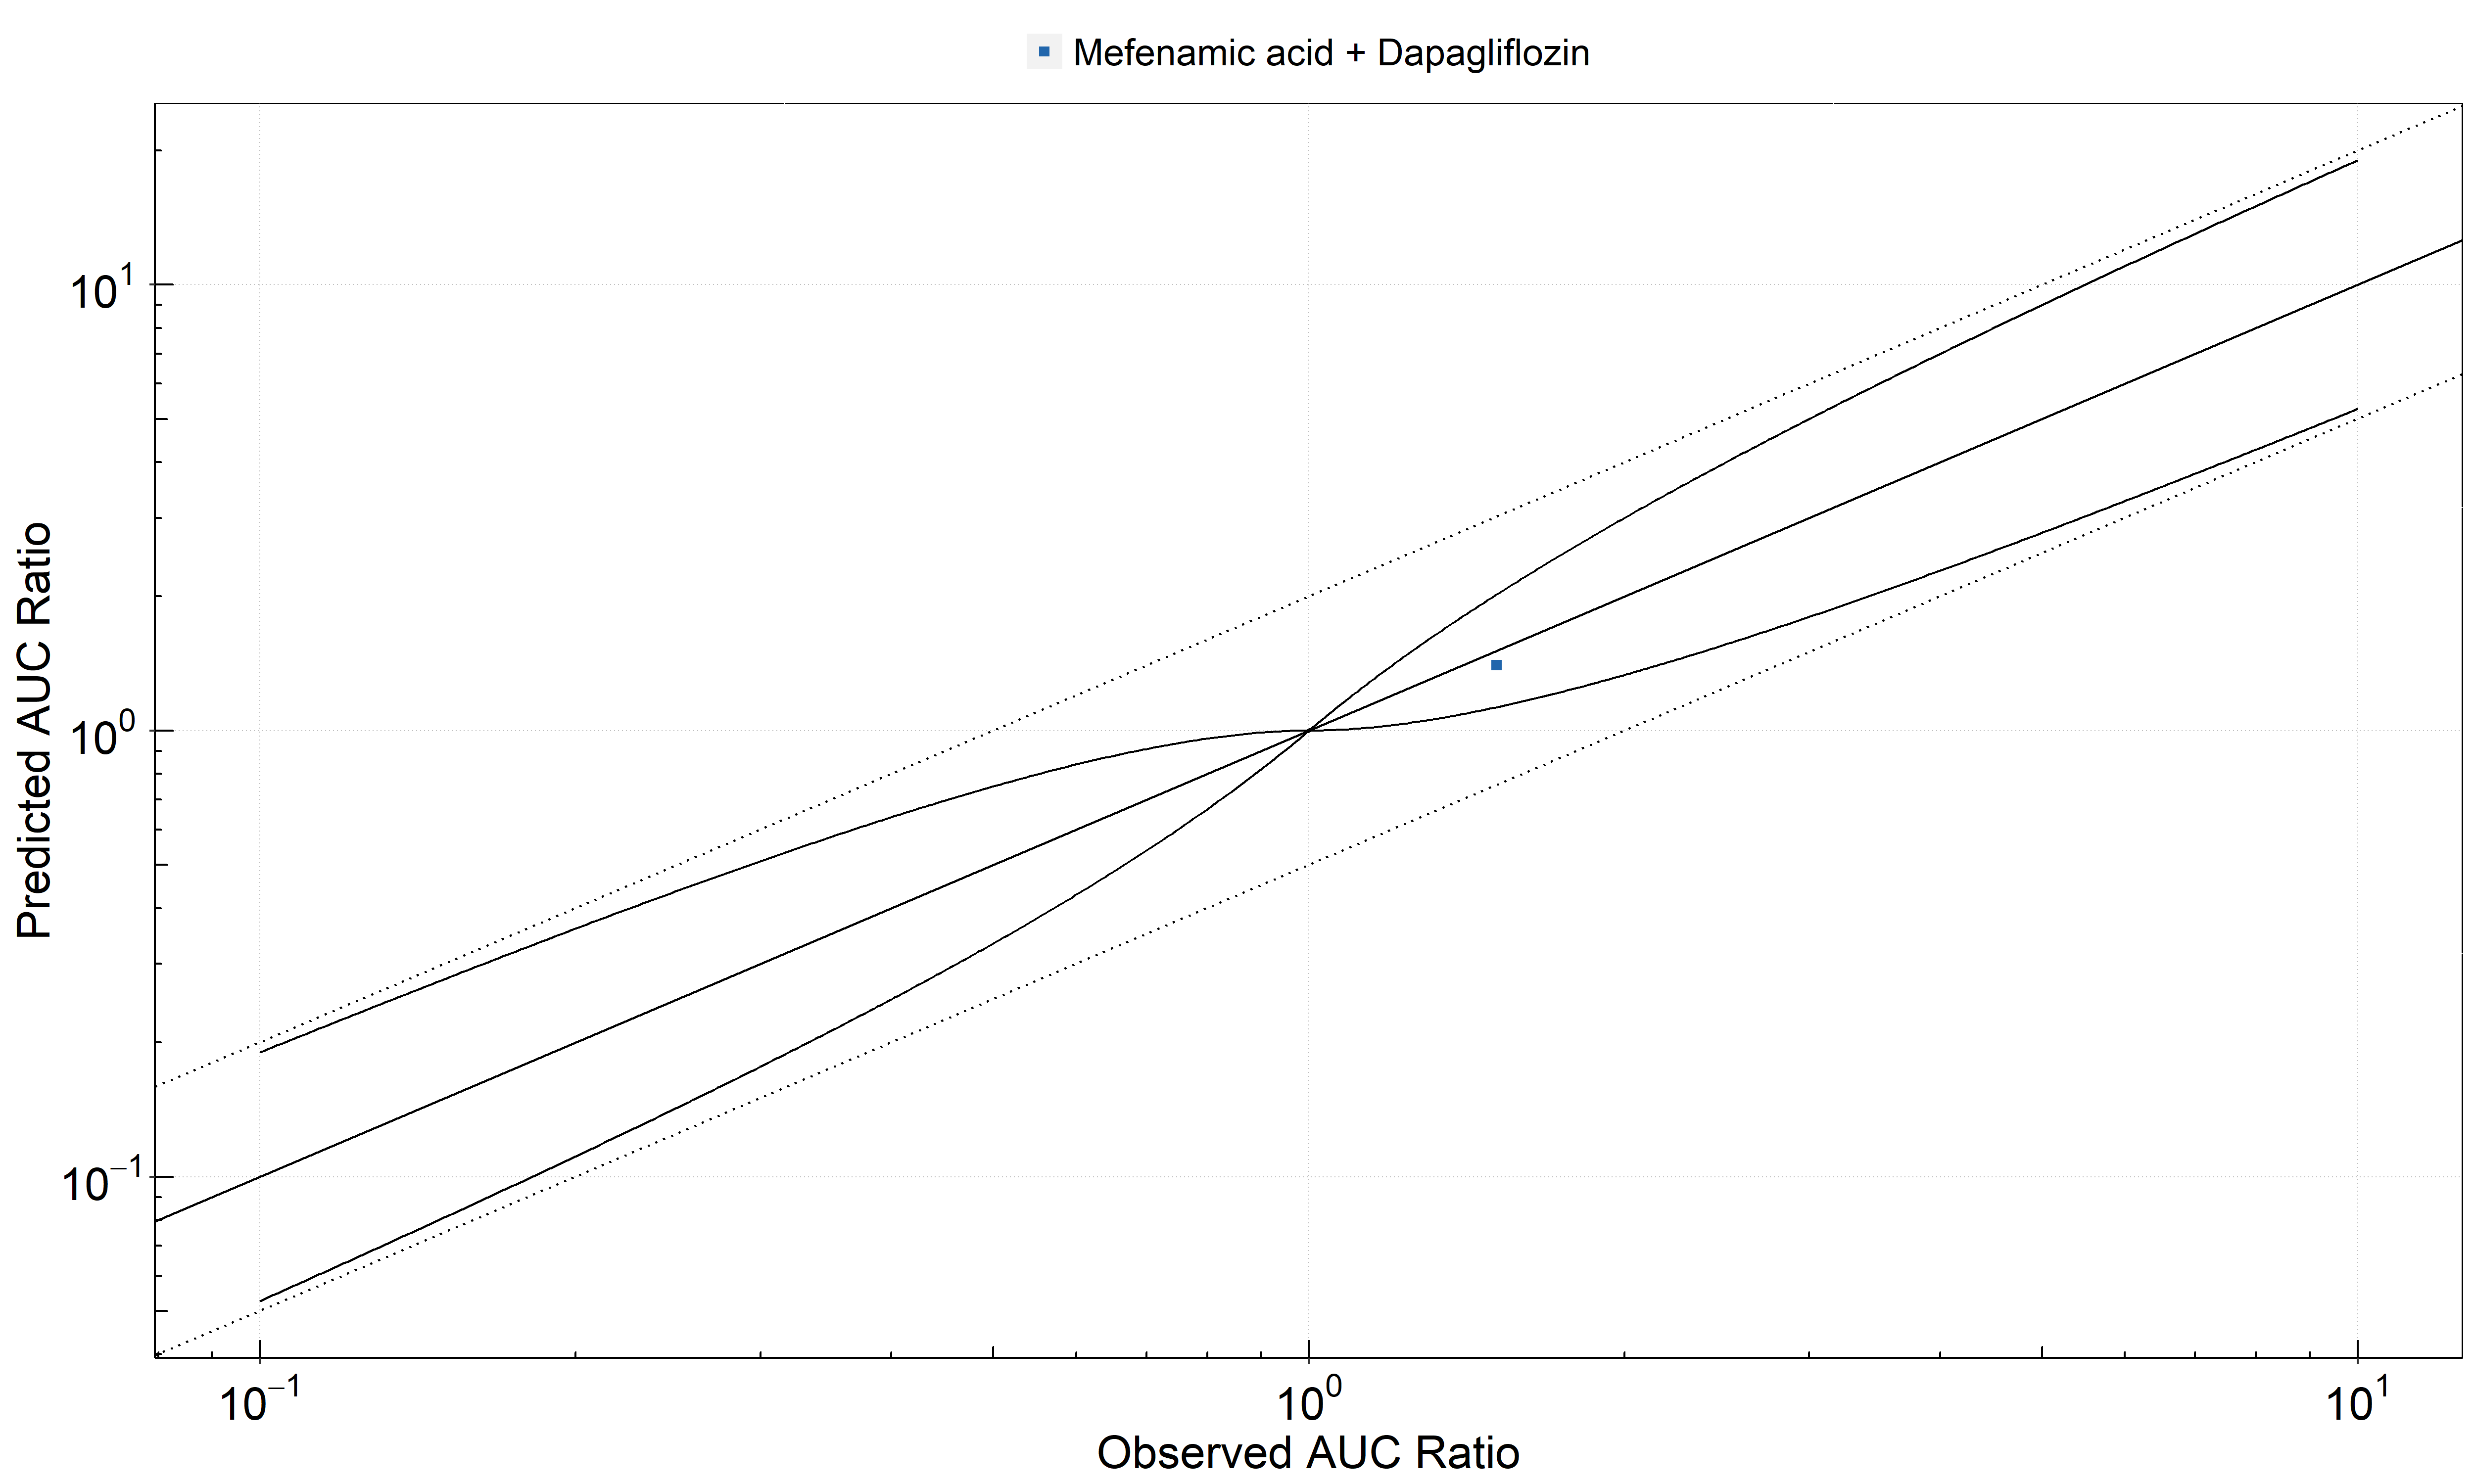 Mefenamic acid + Dapagliflozin
10¹
10⁰
10⁻¹
Predicted AUC Ratio
10⁻¹ 10⁰ 10¹
Observed AUC Ratio